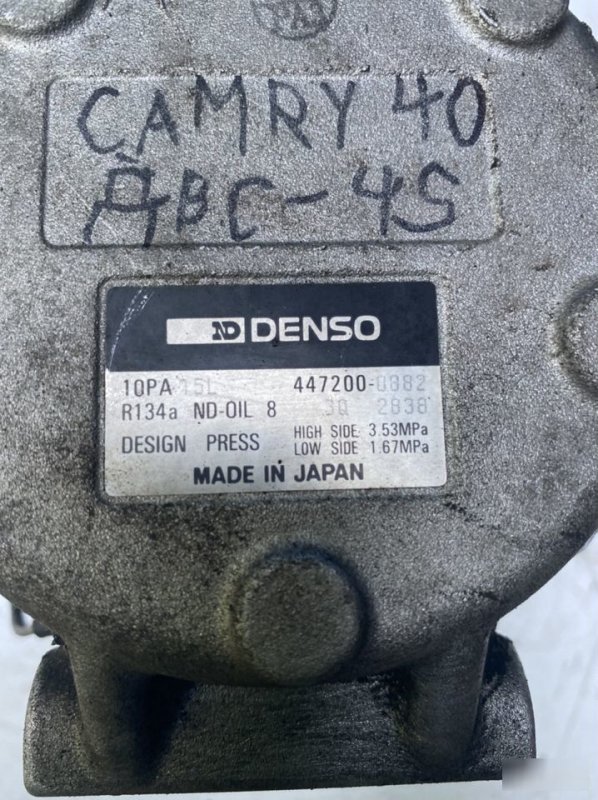 CAMRY 40
ABC-4S
ND DENSO
10PA 15L 447200-
R134a ND-OIL 8 2838
DESIGN PRESS HIGH SIDE 3.53MPa
LOW SIDE 1.67MPa
MADE IN JAPAN